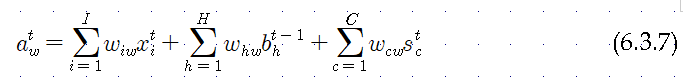 a_w^t = \sum_{i=1}^{I} w_{iw} x_i^t + \sum_{h=1}^{H} w_{hw} b_h^{t-1} + \sum_{c=1}^{C} w_{cw} s_c^t (6.3.7)